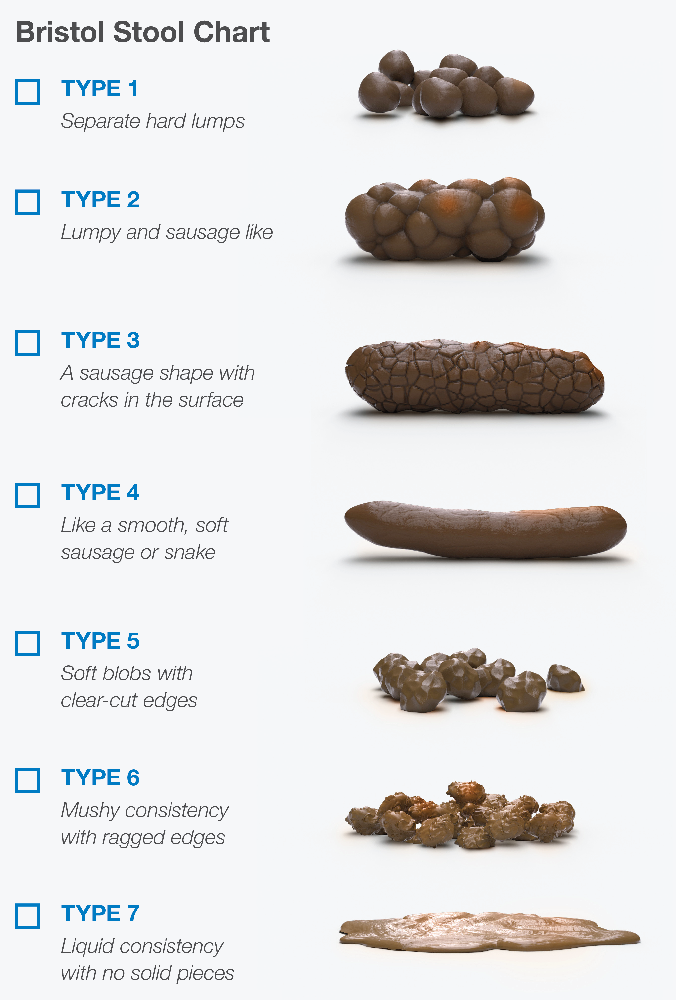 Bristol Stool Chart
TYPE 1
Separate hard lumps
TYPE 2
Lumpy and sausage like
TYPE 3
A sausage shape with
cracks in the surface
TYPE 4
Like a smooth, soft
sausage or snake
TYPE 5
Soft blobs with
clear-cut edges
TYPE 6
Mushy consistency
with ragged edges
TYPE 7
Liquid consistency
with no solid pieces